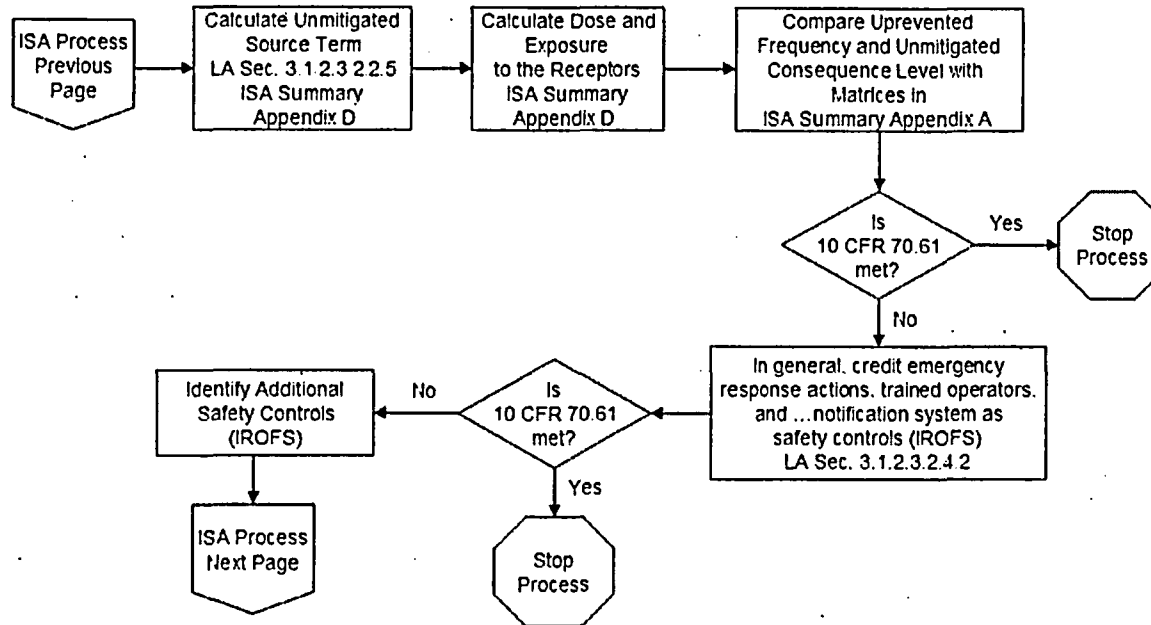 ISA Process
Previous
Page
Calculate Unmitigated
Source Term
LA Sec. 3.1.2.3 2.2.5
ISA Summary
Appendix D
Calculate Dose and
Exposure
to the Receptors
ISA Summary
Appendix D
Compare Uprevented
Frequency and Unmitigated
Consequence Level with
Matrices in
ISA Summary Appendix A
Is
10 CFR 70.61
met?
Yes
Stop
Process
No
In general, credit emergency
response actions, trained operators,
and ...notification system as
safety controls (IROFS)
LA Sec. 3.1.2.3.2.4.2
Is
10 CFR 70.61
met?
No
Identify Additional
Safety Controls
(IROFS)
Yes
ISA Process
Next Page
Stop
Process